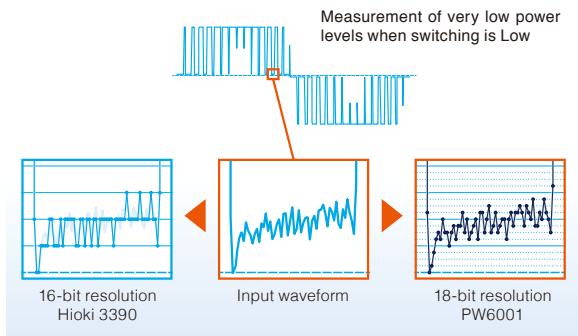 Measurement of very low power
levels when switching is Low
16-bit resolution
Hioki 3390
Input waveform
18-bit resolution
PW6001